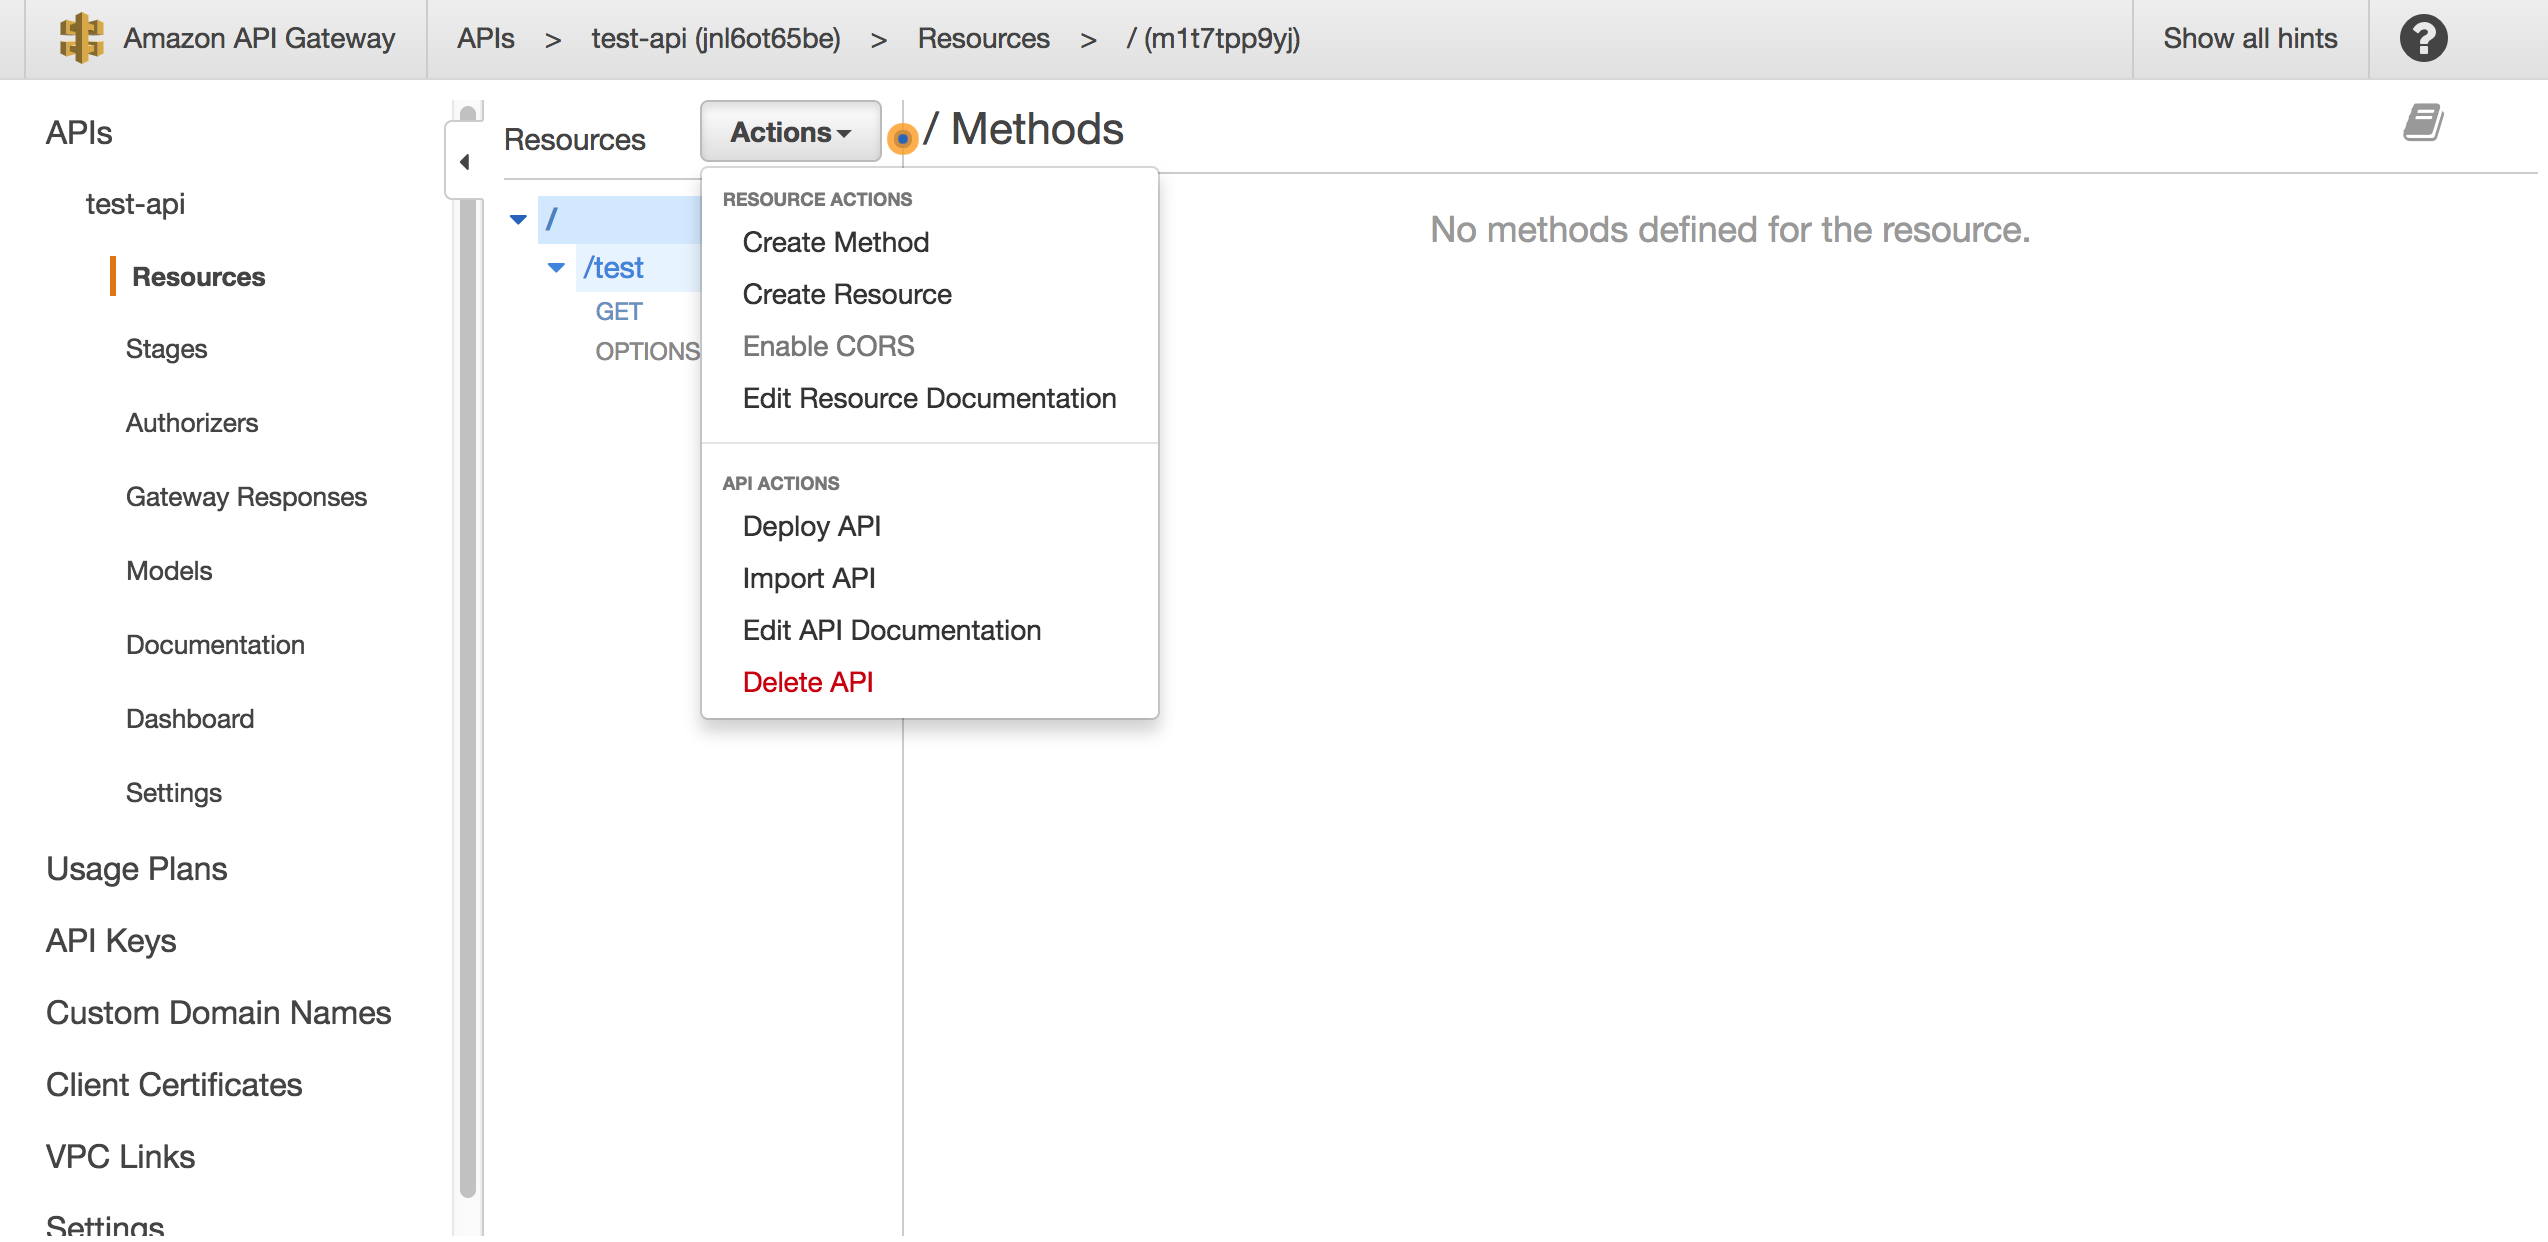 Amazon API Gateway APIs > test-api (jnl6ot65be) > Resources > / (m1t7tpp9yj) Show all hints ?
APIs
test-api
Resources
Stages
Authorizers
Gateway Responses
Models
Documentation
Dashboard
Settings
Usage Plans
API Keys
Custom Domain Names
Client Certificates
VPC Links
Settings
Resources
Actions
/
/test
GET
OPTIONS
RESOURCE ACTIONS
Create Method
Create Resource
Enable CORS
Edit Resource Documentation
API ACTIONS
Deploy API
Import API
Edit API Documentation
Delete API
/ Methods
No methods defined for the resource.